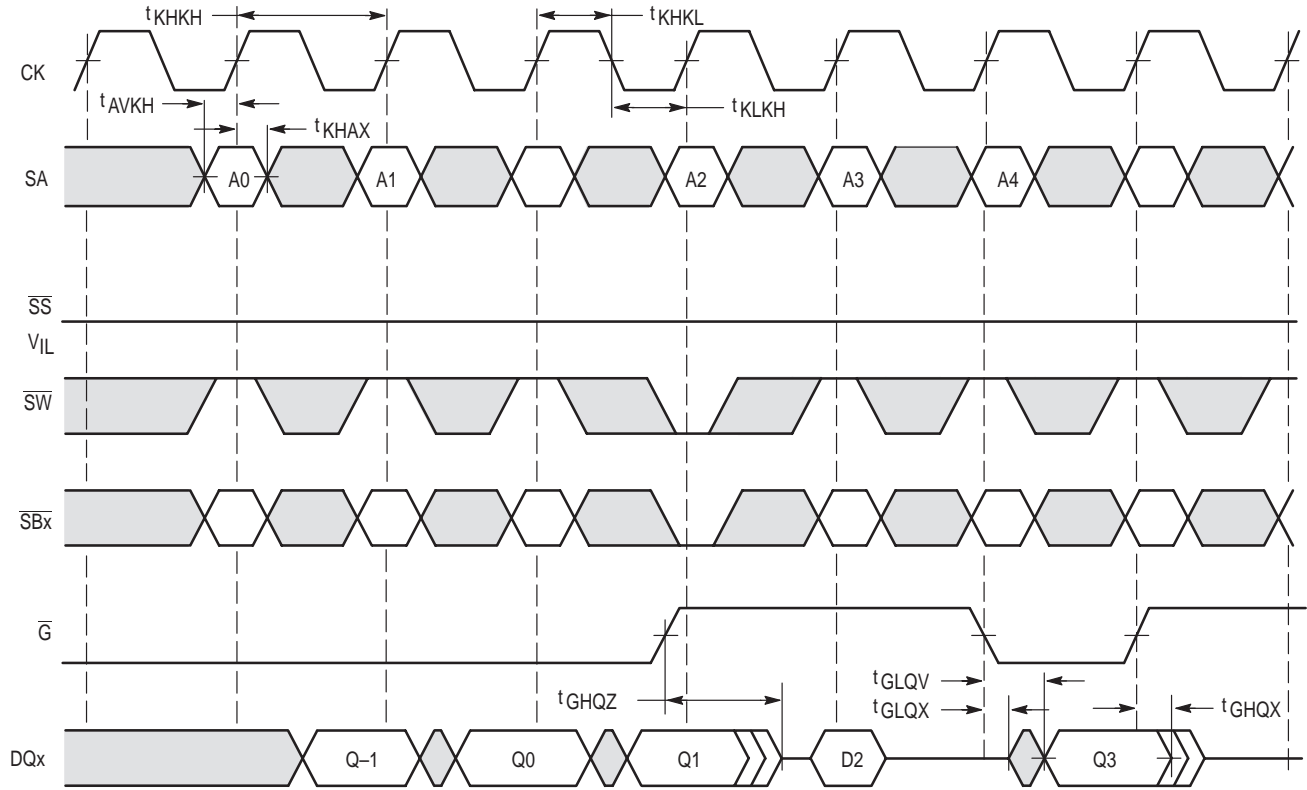 tKHKH tKHKL
CK
tAVKH tKLKH
tKHAX
SA A0 A1 A2 A3 A4
SS
VIL
SW
SBx
G
tGHQZ tGLQV
tGLQX tGHQX
DQx Q–1 Q0 Q1 D2 Q3